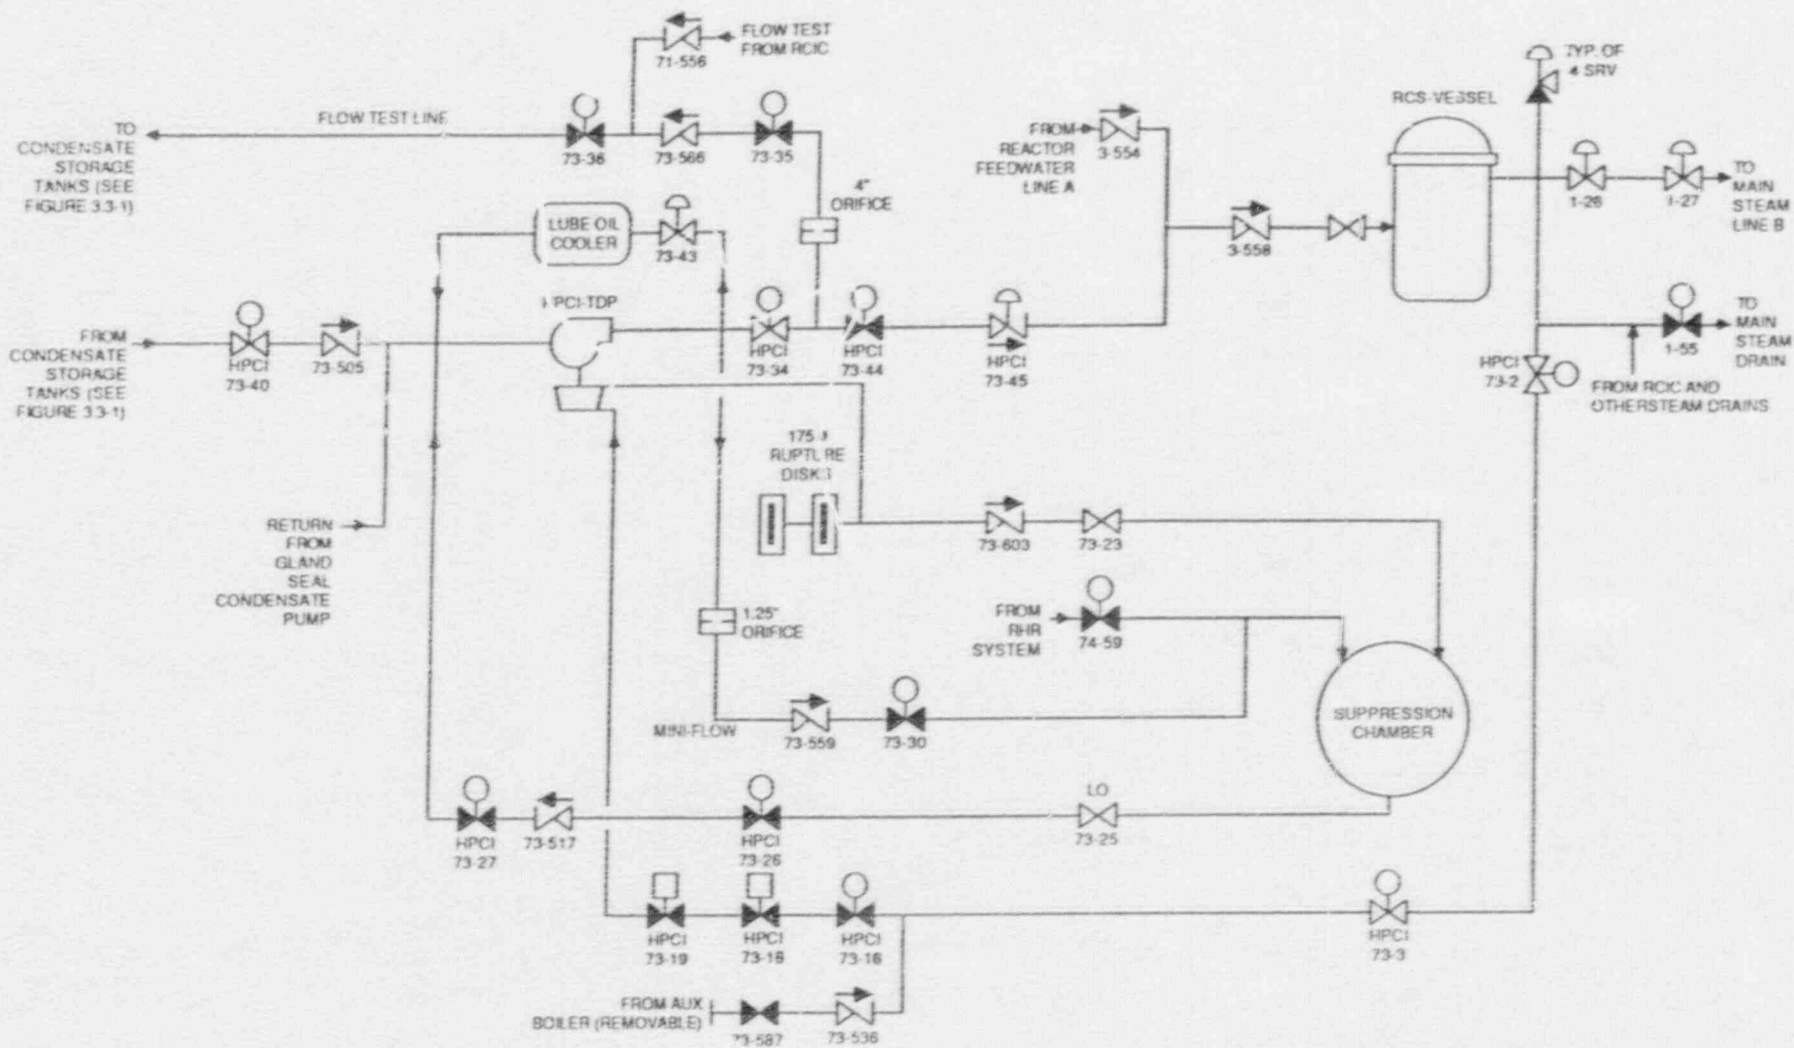 FLOW TEST
FROM RCIC
71-556
FLOW TEST LINE
TO
CONDENSATE
STORAGE
TANKS (SEE
FIGURE 3.3-1)
73-36
73-566
73-35
4"
ORIFICE
LUBE OIL
COOLER
73-43
HPCI-TDP
FROM
CONDENSATE
STORAGE
TANKS (SEE
FIGURE 3.3-1)
HPCI
73-40
73-505
HPCI
73-34
HPCI
73-44
HPCI
73-45
FROM
REACTOR
FEEDWATER
LINE A
3-554
3-558
RCS-VESSEL
TYP. OF
4 SRV
1-26
1-27
TO
MAIN
STEAM
LINE B
1-55
TO
MAIN
STEAM
DRAIN
HPCI
73-2
FROM RCIC AND
OTHER STEAM DRAINS
RUPTURE
DISKS
RETURN
FROM
GLAND
SEAL
CONDENSATE
PUMP
73-603
73-23
1.25"
ORIFICE
FROM
RHR
SYSTEM
74-59
MINI-FLOW
73-559
73-30
SUPPRESSION
CHAMBER
HPCI
73-27
73-517
HPCI
73-26
LO
73-25
HPCI
73-19
HPCI
73-18
HPCI
73-16
HPCI
73-3
FROM AUX
BOILER (REMOVABLE)
73-587
73-536